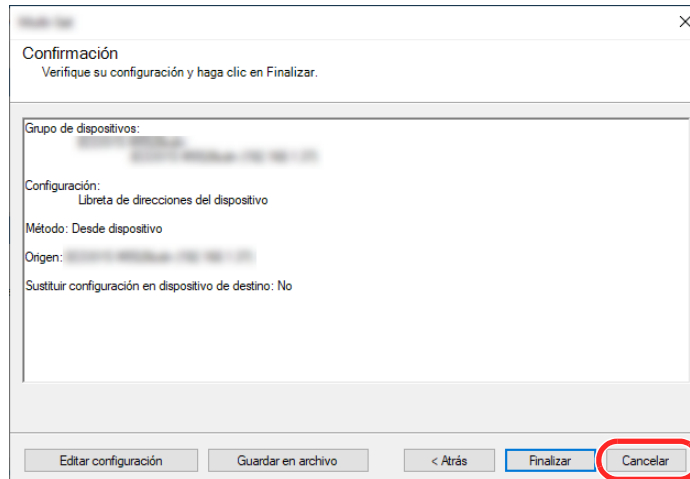 Confirmación
Verifique su configuración y haga clic en Finalizar.
Grupo de dispositivos:
Configuración:
Libreta de direcciones del dispositivo
Método: Desde dispositivo
Origen:
Sustituir configuración en dispositivo de destino: No
Editar configuración
Guardar en archivo
< Atrás
Finalizar
Cancelar